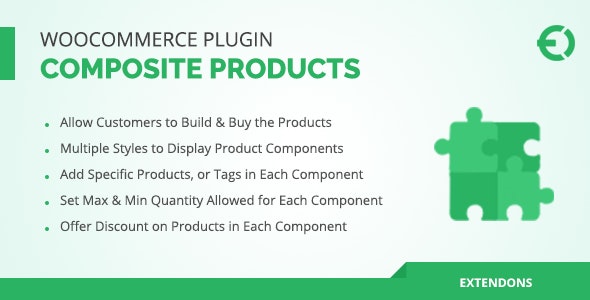 WOOCOMMERCE PLUGIN
COMPOSITE PRODUCTS
• Allow Customers to Build & Buy the Products
• Multiple Styles to Display Product Components
• Add Specific Products, or Tags in Each Component
• Set Max & Min Quantity Allowed for Each Component
• Offer Discount on Products in Each Component
EXTENDONS